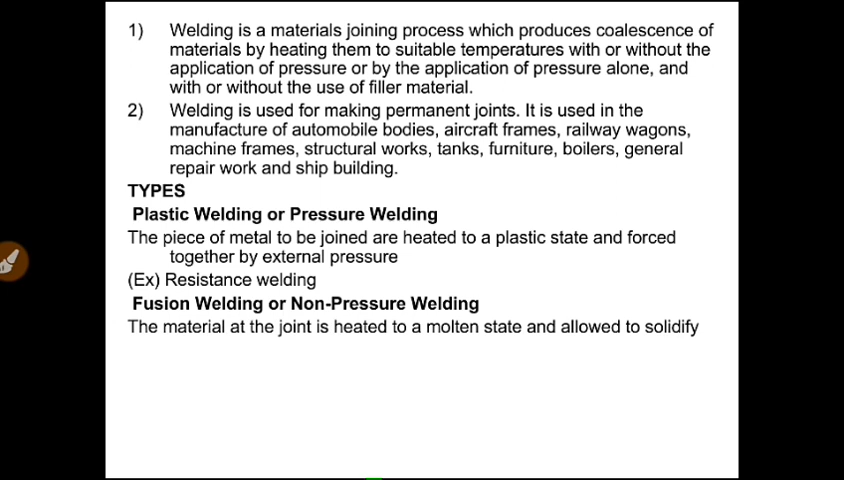 1) Welding is a materials joining process which produces coalescence of
materials by heating them to suitable temperatures with or without the
application of pressure or by the application of pressure alone, and
with or without the use of filler material.
2) Welding is used for making permanent joints. It is used in the
manufacture of automobile bodies, aircraft frames, railway wagons,
machine frames, structural works, tanks, furniture, boilers, general
repair work and ship building.
TYPES
Plastic Welding or Pressure Welding
The piece of metal to be joined are heated to a plastic state and forced
together by external pressure
(Ex) Resistance welding
Fusion Welding or Non-Pressure Welding
The material at the joint is heated to a molten state and allowed to solidify